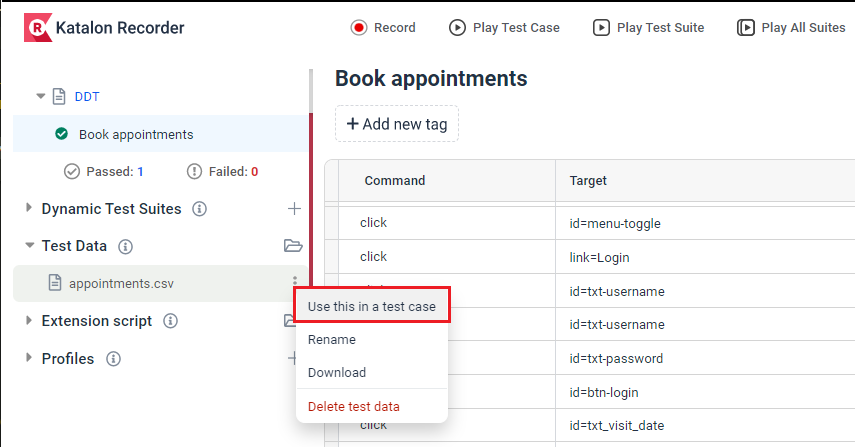 Katalon Recorder
Record
Play Test Case
Play Test Suite
Play All Suites
DDT
Book appointments
Passed: 1
Failed: 0
Dynamic Test Suites
Test Data
appointments.csv
Extension script
Profiles
Use this in a test case
Rename
Download
Delete test data
Book appointments
+ Add new tag
Command Target
click id=menu-toggle
click link=Login
id=txt-username
id=txt-username
id=txt-password
id=btn-login
click id=txt_visit_date